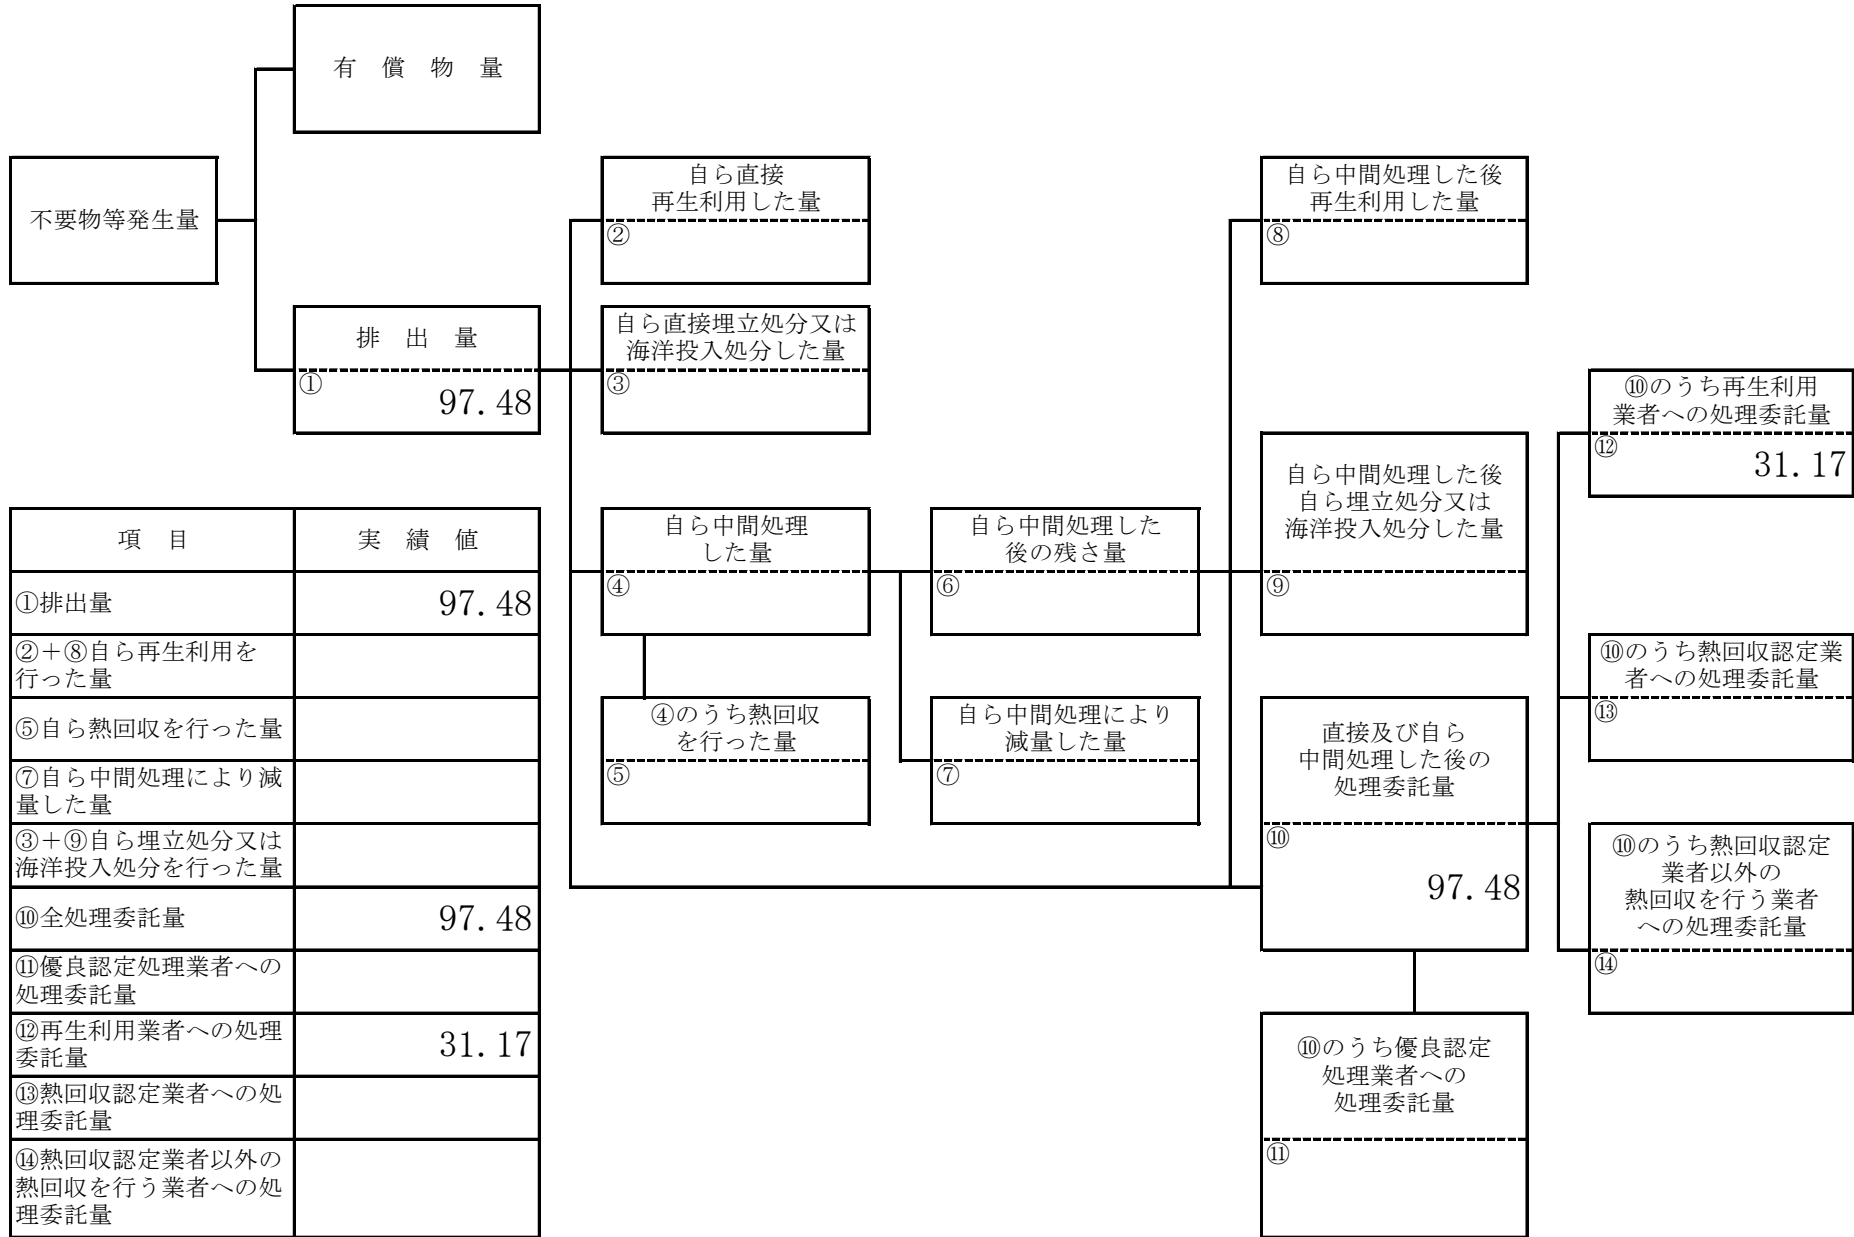 有　償　物　量
不要物等発生量
排　出　量
①
97.48
自ら直接
再生利用した量
②
自ら直接埋立処分又は
海洋投入処分した量
③
自ら中間処理
した量
④
④のうち熱回収
を行った量
⑤
自ら中間処理した
後の残さ量
⑥
自ら中間処理により
減量した量
⑦
自ら中間処理した後
再生利用した量
⑧
自ら中間処理した後
自ら埋立処分又は
海洋投入処分した量
⑨
直接及び自ら
中間処理した後の
処理委託量
⑩
97.48
⑩のうち優良認定
処理業者への
処理委託量
⑪
⑩のうち再生利用
業者への処理委託量
⑫
31.17
⑩のうち熱回収認定業
者への処理委託量
⑬
⑩のうち熱回収認定
業者以外の
熱回収を行う業者
への処理委託量
⑭
項　目　実　績　値
①排出量　97.48
②＋⑧自ら再生利用を
行った量
⑤自ら熱回収を行った量
⑦自ら中間処理により減
量した量
③＋⑨自ら埋立処分又は
海洋投入処分を行った量
⑩全処理委託量　97.48
⑪優良認定処理業者への
処理委託量
⑫再生利用業者への処理
委託量　31.17
⑬熱回収認定業者への処
理委託量
⑭熱回収認定業者以外の
熱回収を行う業者への処
理委託量